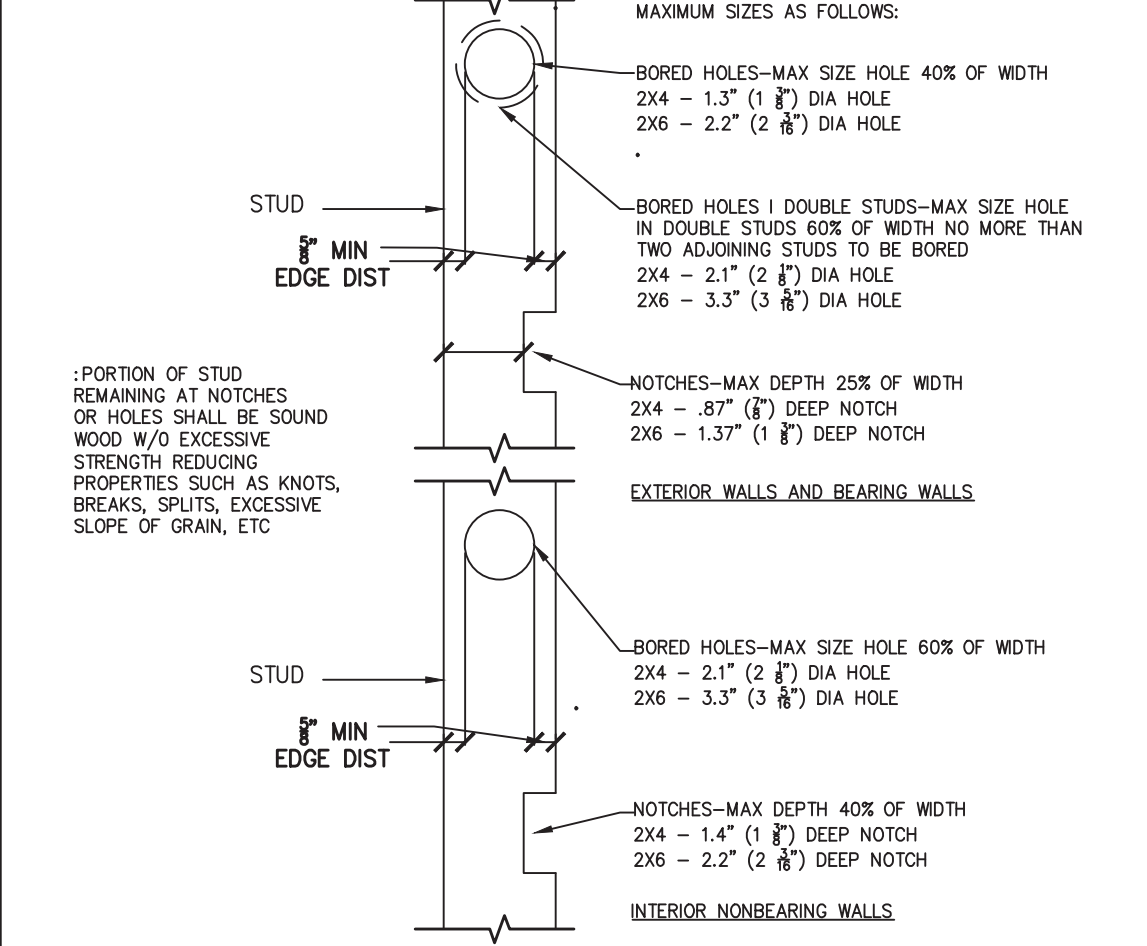 MAXIMUM SIZES AS FOLLOWS:
BORED HOLES-MAX SIZE HOLE 40% OF WIDTH
2X4 - 1.3" (1 3/8") DIA HOLE
2X6 - 2.2" (2 3/16") DIA HOLE
STUD
BORED HOLES I DOUBLE STUDS-MAX SIZE HOLE
IN DOUBLE STUDS 60% OF WIDTH NO MORE THAN
TWO ADJOINING STUDS TO BE BORED
2X4 - 2.1" (2 1/8") DIA HOLE
2X6 - 3.3" (3 5/16") DIA HOLE
5/8" MIN
EDGE DIST
:PORTION OF STUD
REMAINING AT NOTCHES
OR HOLES SHALL BE SOUND
WOOD W/O EXCESSIVE
STRENGTH REDUCING
PROPERTIES SUCH AS KNOTS,
BREAKS, SPLITS, EXCESSIVE
SLOPE OF GRAIN, ETC
NOTCHES-MAX DEPTH 25% OF WIDTH
2X4 - .87" (7/8") DEEP NOTCH
2X6 - 1.37" (1 3/8") DEEP NOTCH
EXTERIOR WALLS AND BEARING WALLS
BORED HOLES-MAX SIZE HOLE 60% OF WIDTH
2X4 - 2.1" (2 1/8") DIA HOLE
2X6 - 3.3" (3 5/16") DIA HOLE
STUD
5/8" MIN
EDGE DIST
NOTCHES-MAX DEPTH 40% OF WIDTH
2X4 - 1.4" (1 3/8") DEEP NOTCH
2X6 - 2.2" (2 3/16") DEEP NOTCH
INTERIOR NONBEARING WALLS